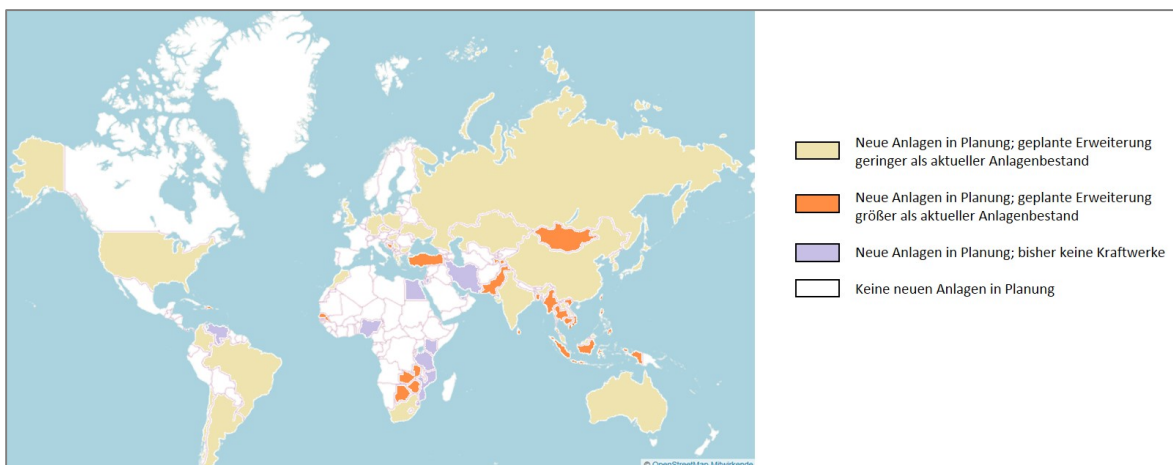 Neue Anlagen in Planung; geplante Erweiterung
geringer als aktueller Anlagenbestand
Neue Anlagen in Planung; geplante Erweiterung
größer als aktueller Anlagenbestand
Neue Anlagen in Planung; bisher keine Kraftwerke
Keine neuen Anlagen in Planung
© OpenStreetMap Mitwirkende